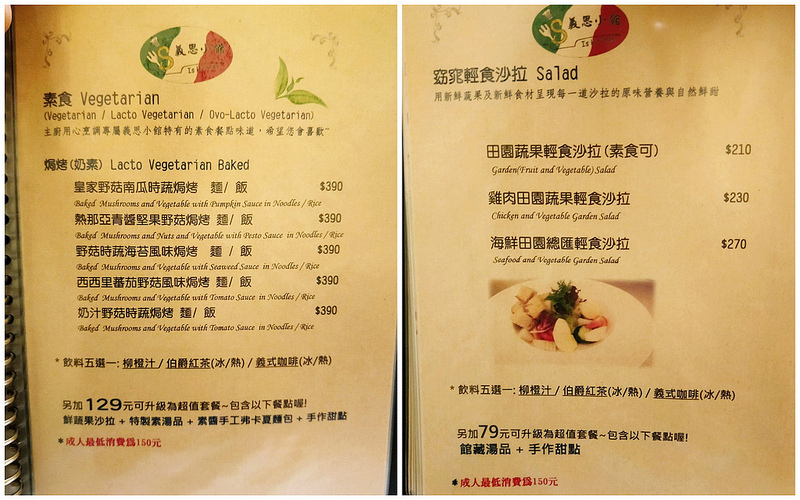 義思小館
素食 Vegetarian
(Vegetarian / Lacto Vegetarian / Ovo-Lacto Vegetarian)
主廚用心烹調專屬義思小館特有的素食餐點味道，希望您會喜歡~
焗烤(奶素) Lacto Vegetarian Baked
皇家野菇南瓜時蔬焗烤 麵/ 飯 $390
Baked Mushrooms and Vegetable with Pumpkin Sauce in Noodles / Rice
熱那亞青醬堅果野菇焗烤 麵/ 飯 $390
Baked Mushrooms and Nuts and Vegetable with Pesto Sauce in Noodles / Rice
野菇時蔬海苔風味焗烤 麵 / 飯 $390
Baked Mushrooms and Vegetable with Seaweed Sauce in Noodles / Rice
西西里蕃茄野菇風味焗烤 麵/ 飯 $390
Baked Mushrooms and Vegetable with Tomato Sauce in Noodles / Rice
奶汁野菇時蔬焗烤 麵/ 飯 $390
Baked Mushrooms and Vegetable with Tomato Sauce in Noodles / Rice
*飲料五選一: 柳橙汁 / 伯爵紅茶(冰/熱) / 義式咖啡(冰/熱)
另加 129元可升級為超值套餐~包含以下餐點喔!
鮮蔬果沙拉 + 特製素湯品 + 素醬手工弗卡夏麵包 + 手作甜點
*成人最低消費為150元
義思小館
窈窕輕食沙拉 Salad
用新鮮蔬果及新鮮食材呈現每一道沙拉的原味營養與自然鮮甜
田園蔬果輕食沙拉(素食可) $210
Garden(Fruit and Vegetable) Salad
雞肉田園蔬果輕食沙拉 $230
Chicken and Vegetable Garden Salad
海鮮田園總匯輕食沙拉 $270
Seafood and Vegetable Garden Salad
*飲料五選一: 柳橙汁 / 伯爵紅茶(冰/熱) / 義式咖啡(冰/熱)
另加79元可升級為超值套餐~包含以下餐點喔!
館藏湯品 + 手作甜點
*成人最低消費為150元